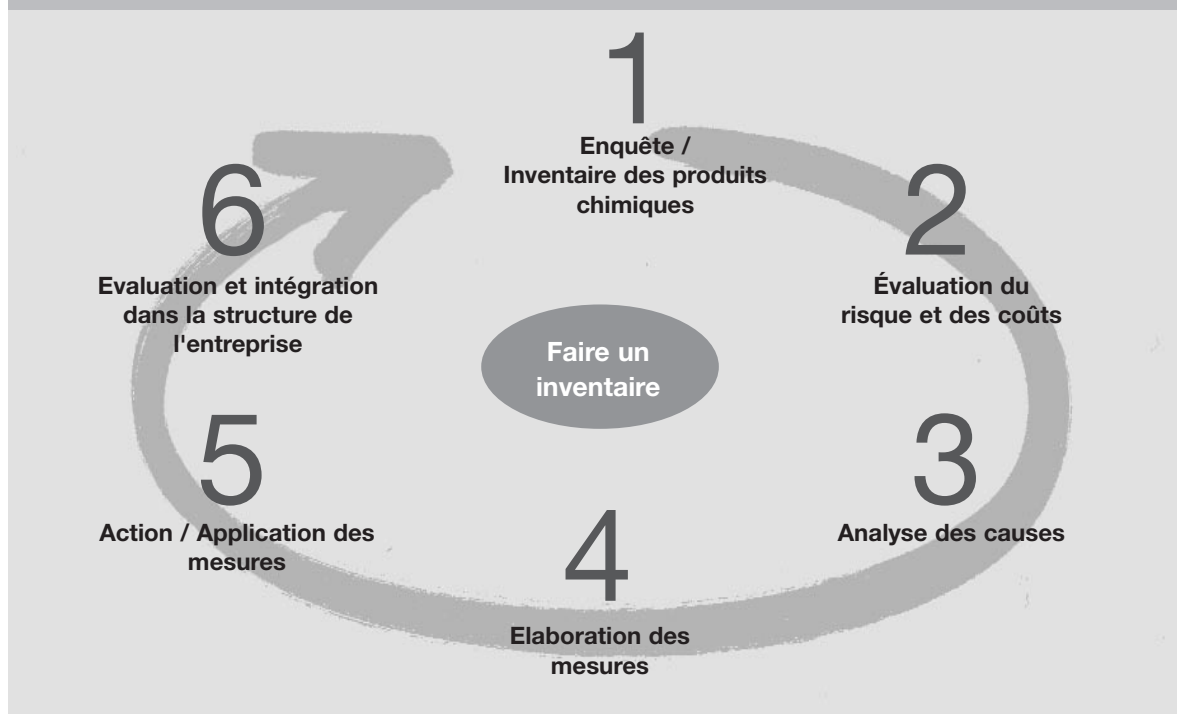 1
Enquête /
Inventaire des produits
chimiques
2
Évaluation du
risque et des coûts
3
Analyse des causes
4
Elaboration des
mesures
5
Action / Application des
mesures
6
Evaluation et intégration
dans la structure de
l'entreprise
Faire un
inventaire